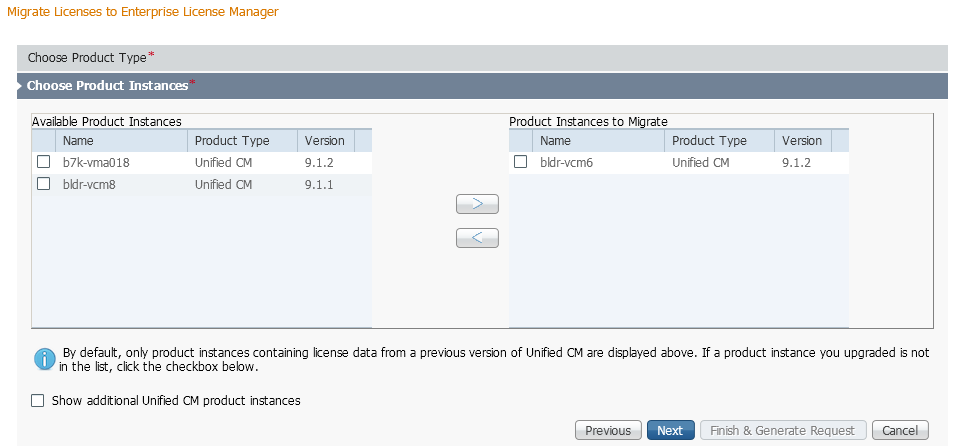 Migrate Licenses to Enterprise License Manager
Choose Product Type*
Choose Product Instances*
Available Product Instances
Name Product Type Version
b7k-vma018 Unified CM 9.1.2
bldr-vcm8 Unified CM 9.1.1
>
<
Product Instances to Migrate
Name Product Type Version
bldr-vcm6 Unified CM 9.1.2
By default, only product instances containing license data from a previous version of Unified CM are displayed above. If a product instance you upgraded is not
in the list, click the checkbox below.
Show additional Unified CM product instances
Previous Next Finish & Generate Request Cancel